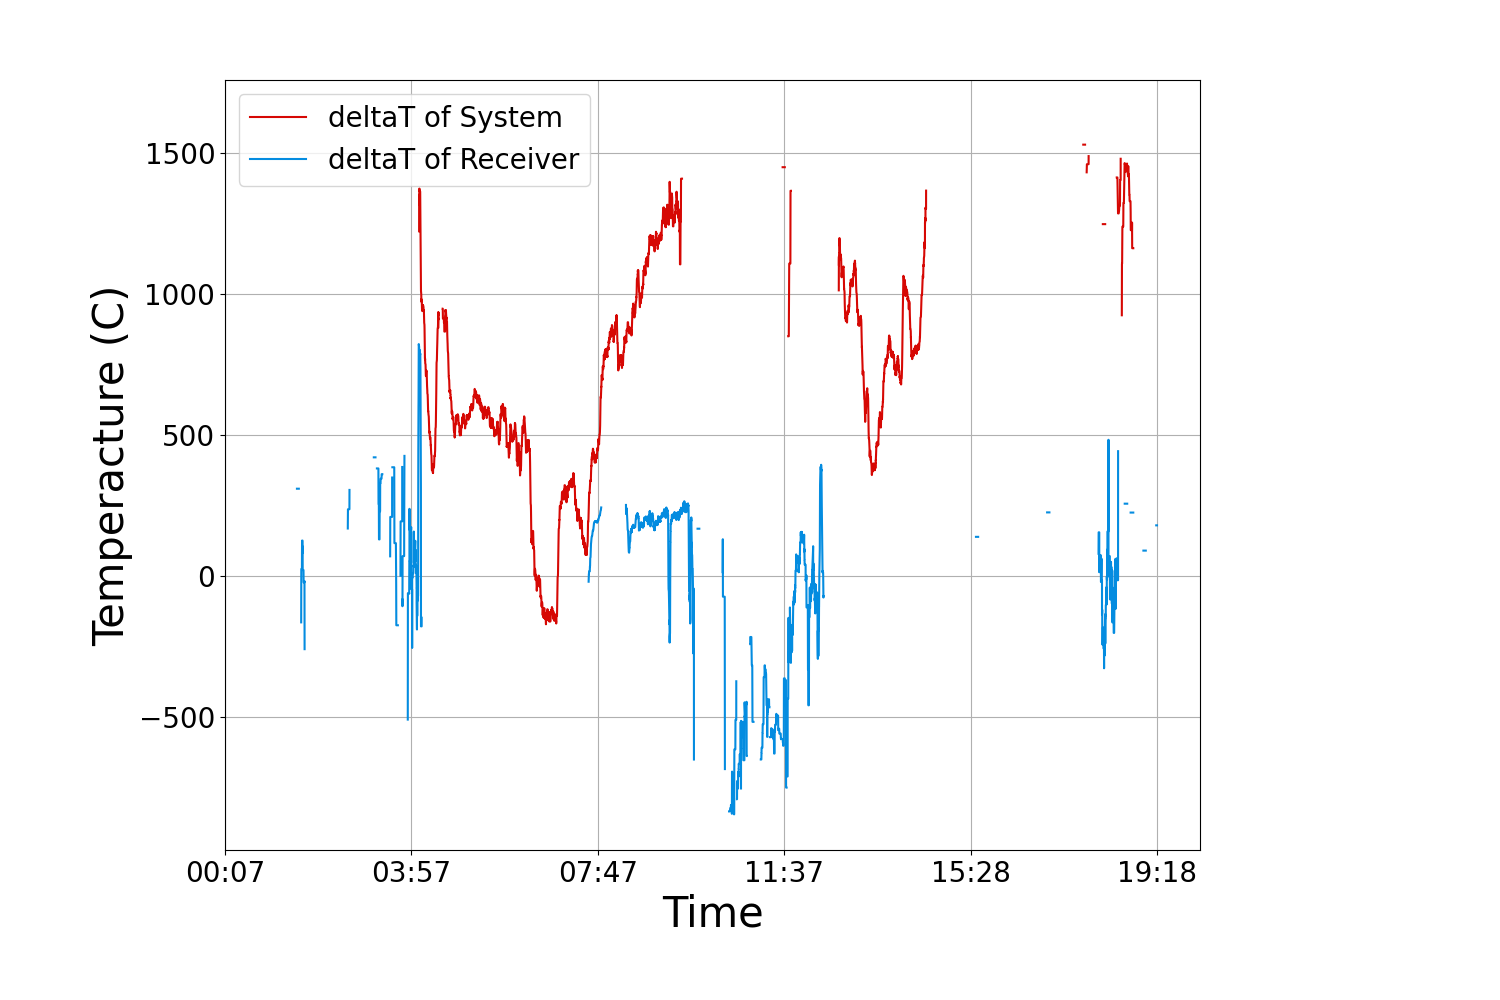 deltaT of System
deltaT of Receiver
Temperacture (C)
1500
1000
500
0
−500
00:07 03:57 07:47 11:37 15:28 19:18
Time